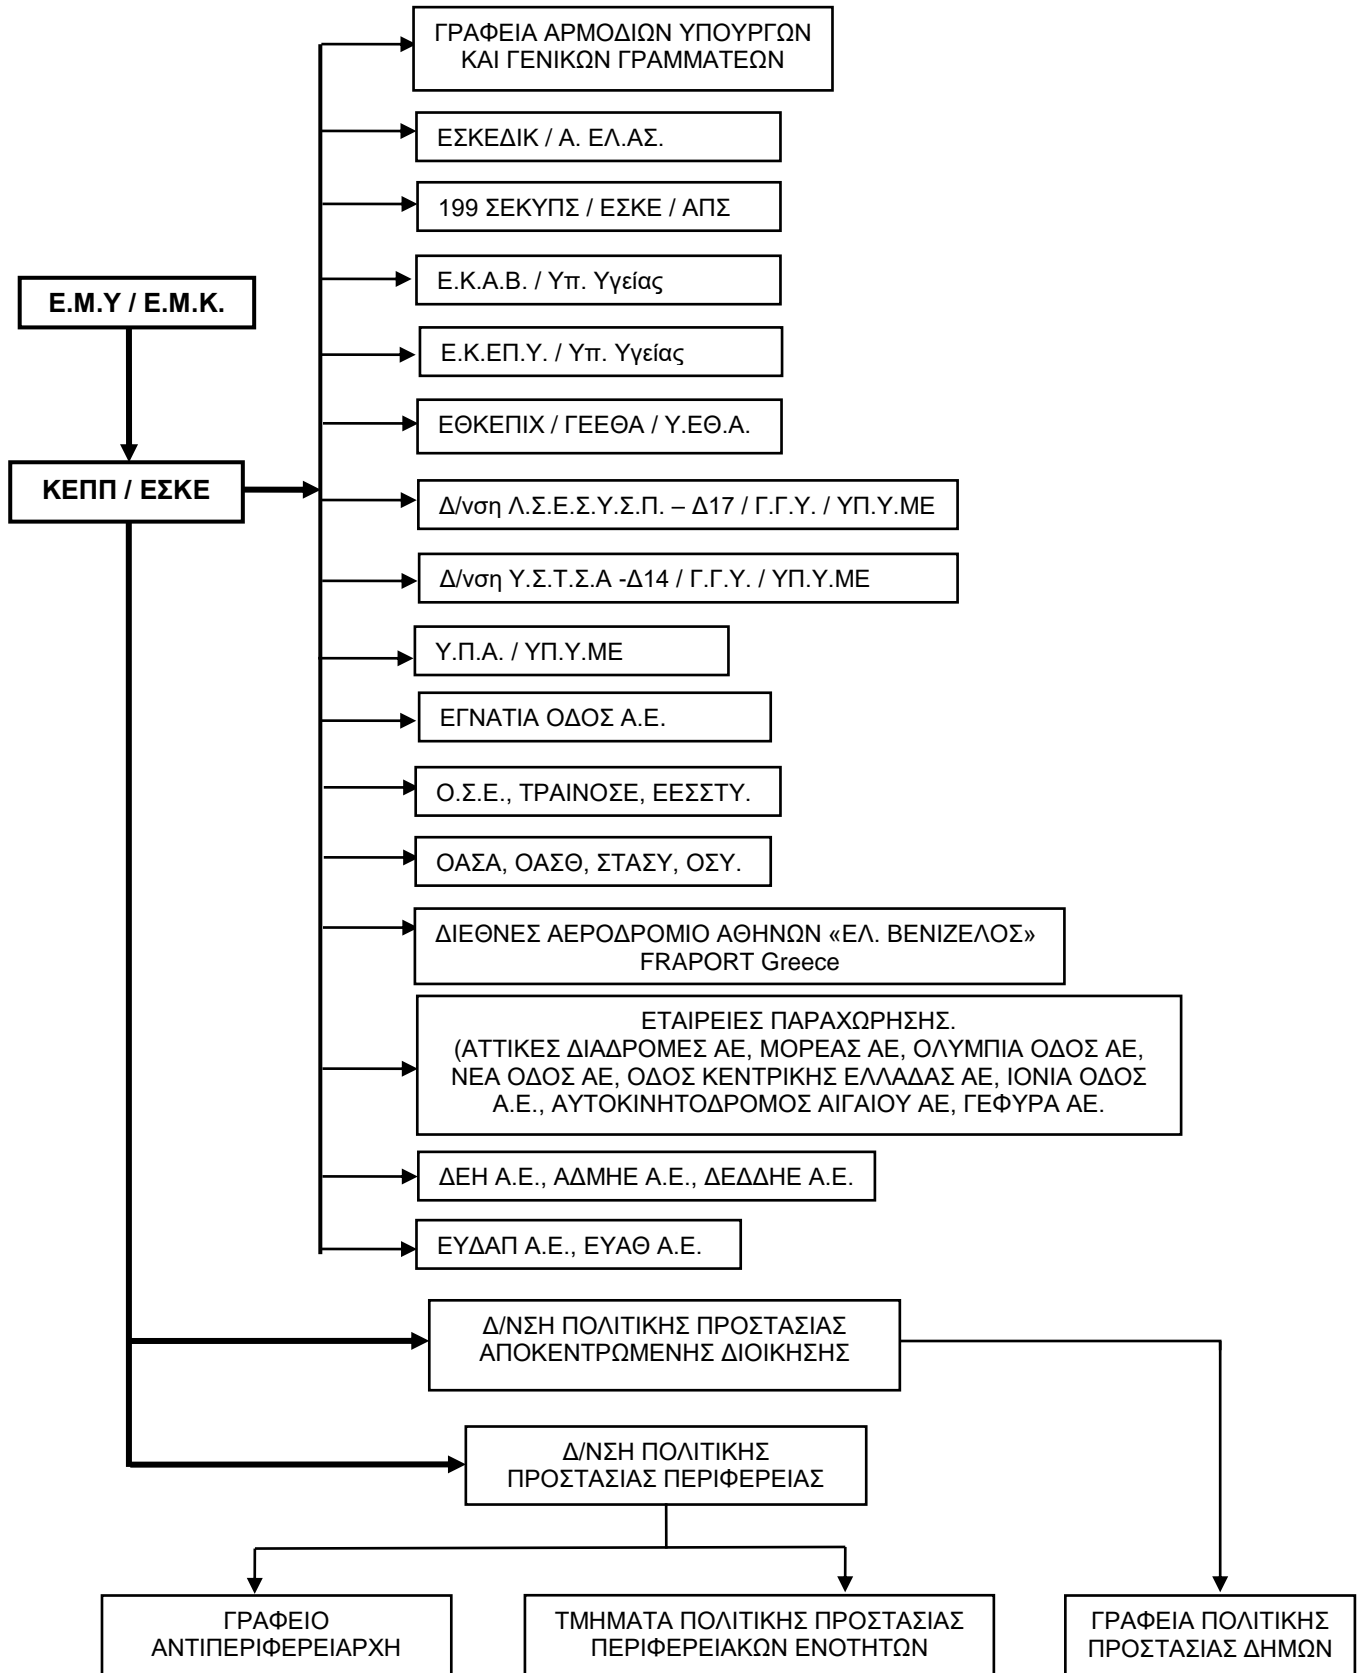 ΓΡΑΦΕΙΑ ΑΡΜΟΔΙΩΝ ΥΠΟΥΡΓΩΝ
ΚΑΙ ΓΕΝΙΚΩΝ ΓΡΑΜΜΑΤΕΩΝ
ΕΣΚΕΔΙΚ / Α. ΕΛ.ΑΣ.
199 ΣΕΚΥΠΣ / ΕΣΚΕ / ΑΠΣ
Ε.Κ.Α.Β. / Υπ. Υγείας
Ε.Μ.Υ / Ε.Μ.Κ.
Ε.Κ.ΕΠ.Υ. / Υπ. Υγείας
ΕΘΚΕΠΙΧ / ΓΕΕΘΑ / Υ.ΕΘ.Α.
ΚΕΠΠ / ΕΣΚΕ
Δ/νση Λ.Σ.Ε.Σ.Υ.Σ.Π. – Δ17 / Γ.Γ.Υ. / ΥΠ.Υ.ΜΕ
Δ/νση Υ.Σ.Τ.Σ.Α -Δ14 / Γ.Γ.Υ. / ΥΠ.Υ.ΜΕ
Υ.Π.Α. / ΥΠ.Υ.ΜΕ
ΕΓΝΑΤΙΑ ΟΔΟΣ Α.Ε.
Ο.Σ.Ε., ΤΡΑΙΝΟΣΕ, ΕΕΣΣΤΥ.
ΟΑΣΑ, ΟΑΣΘ, ΣΤΑΣΥ, ΟΣΥ.
ΔΙΕΘΝΕΣ ΑΕΡΟΔΡΟΜΙΟ ΑΘΗΝΩΝ «ΕΛ. ΒΕΝΙΖΕΛΟΣ»
FRAPORT Greece
ΕΤΑΙΡΕΙΕΣ ΠΑΡΑΧΩΡΗΣΗΣ.
(ΑΤΤΙΚΕΣ ΔΙΑΔΡΟΜΕΣ ΑΕ, ΜΟΡΕΑΣ ΑΕ, ΟΛΥΜΠΙΑ ΟΔΟΣ ΑΕ,
ΝΕΑ ΟΔΟΣ ΑΕ, ΟΔΟΣ ΚΕΝΤΡΙΚΗΣ ΕΛΛΑΔΑΣ ΑΕ, ΙΟΝΙΑ ΟΔΟΣ
Α.Ε., ΑΥΤΟΚΙΝΗΤΟΔΡΟΜΟΣ ΑΙΓΑΙΟΥ ΑΕ, ΓΕΦΥΡΑ ΑΕ.
ΔΕΗ Α.Ε., ΑΔΜΗΕ Α.Ε., ΔΕΔΔΗΕ Α.Ε.
ΕΥΔΑΠ Α.Ε., ΕΥΑΘ Α.Ε.
Δ/ΝΣΗ ΠΟΛΙΤΙΚΗΣ ΠΡΟΣΤΑΣΙΑΣ
ΑΠΟΚΕΝΤΡΩΜΕΝΗΣ ΔΙΟΙΚΗΣΗΣ
Δ/ΝΣΗ ΠΟΛΙΤΙΚΗΣ
ΠΡΟΣΤΑΣΙΑΣ ΠΕΡΙΦΕΡΕΙΑΣ
ΓΡΑΦΕΙΟ
ΑΝΤΙΠΕΡΙΦΕΡΕΙΑΡΧΗ
ΤΜΗΜΑΤΑ ΠΟΛΙΤΙΚΗΣ ΠΡΟΣΤΑΣΙΑΣ
ΠΕΡΙΦΕΡΕΙΑΚΩΝ ΕΝΟΤΗΤΩΝ
ΓΡΑΦΕΙΑ ΠΟΛΙΤΙΚΗΣ
ΠΡΟΣΤΑΣΙΑΣ ΔΗΜΩΝ